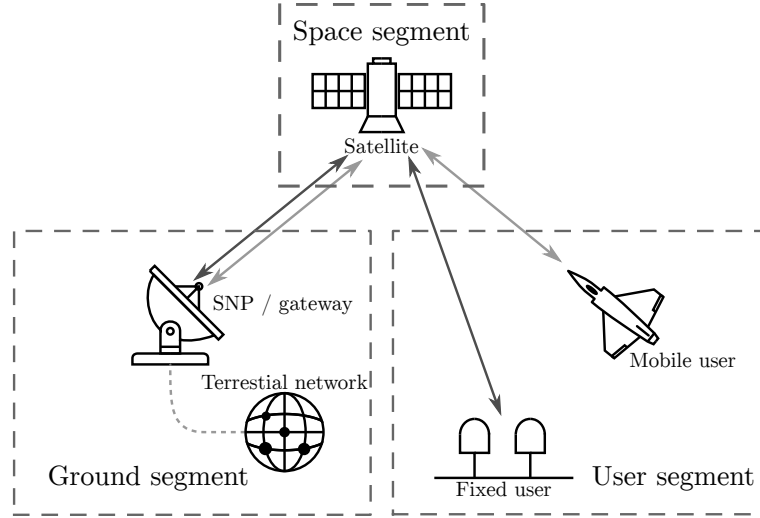 Space segment
Satellite
SNP / gateway
Mobile user
Terrestial network
Ground segment
User segment
Fixed user